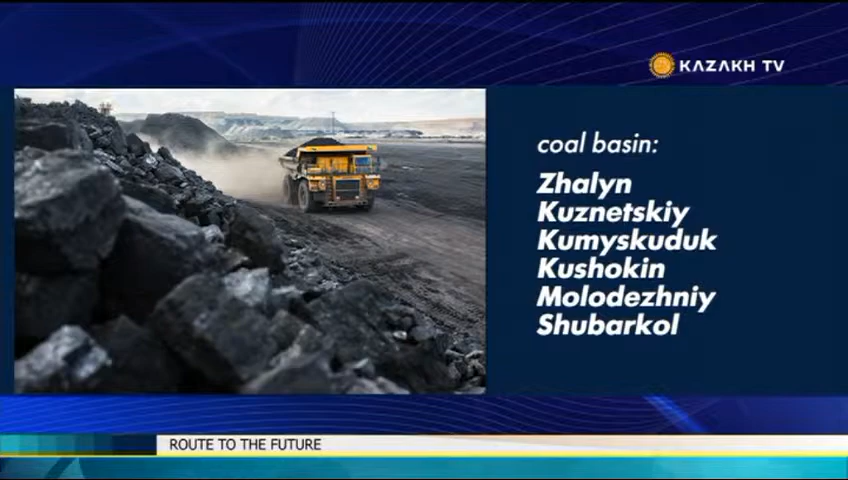 KAZAKH TV
coal basin:
Zhalyn
Kuznetskiy
Kumyskuduk
Kushokin
Molodezhniy
Shubarkol
ROUTE TO THE FUTURE